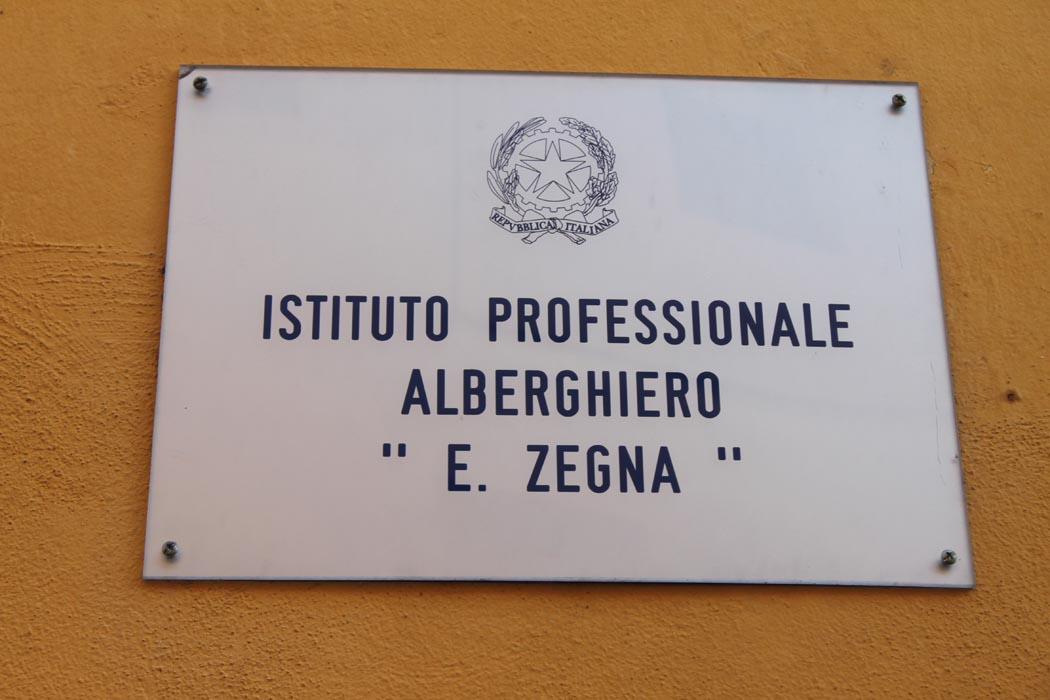 REPVBBLICA ITALIANA
ISTITUTO PROFESSIONALE
ALBERGHIERO
" E. ZEGNA "